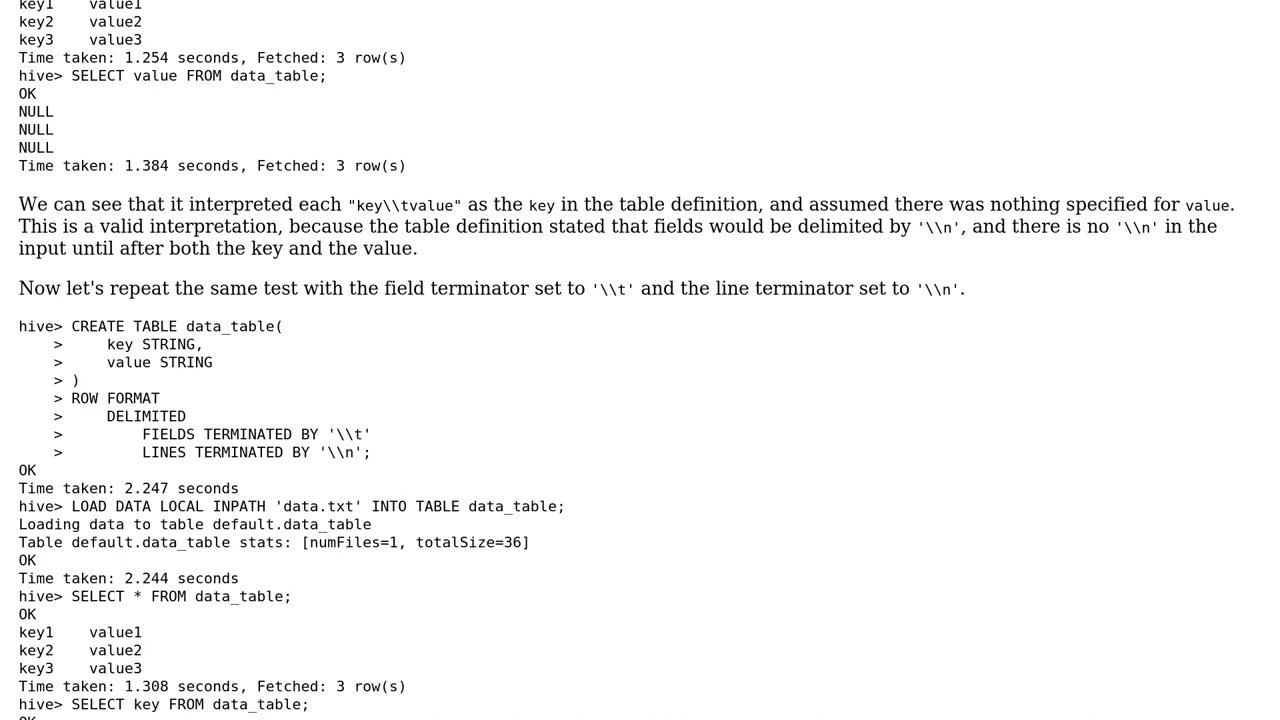 key1    value1
key2    value2
key3    value3
Time taken: 1.254 seconds, Fetched: 3 row(s)
hive> SELECT value FROM data_table;
OK
NULL
NULL
NULL
Time taken: 1.384 seconds, Fetched: 3 row(s)
We can see that it interpreted each "key\\tvalue" as the key in the table definition, and assumed there was nothing specified for value.
This is a valid interpretation, because the table definition stated that fields would be delimited by '\\n', and there is no '\\n' in the
input until after both the key and the value.
Now let's repeat the same test with the field terminator set to '\\t' and the line terminator set to '\\n'.
hive> CREATE TABLE data_table(
    >     key STRING,
    >     value STRING
    > )
    > ROW FORMAT
    >     DELIMITED
    >         FIELDS TERMINATED BY '\\t'
    >         LINES TERMINATED BY '\\n';
OK
Time taken: 2.247 seconds
hive> LOAD DATA LOCAL INPATH 'data.txt' INTO TABLE data_table;
Loading data to table default.data_table
Table default.data_table stats: [numFiles=1, totalSize=36]
OK
Time taken: 2.244 seconds
hive> SELECT * FROM data_table;
OK
key1    value1
key2    value2
key3    value3
Time taken: 1.308 seconds, Fetched: 3 row(s)
hive> SELECT key FROM data_table;
OK